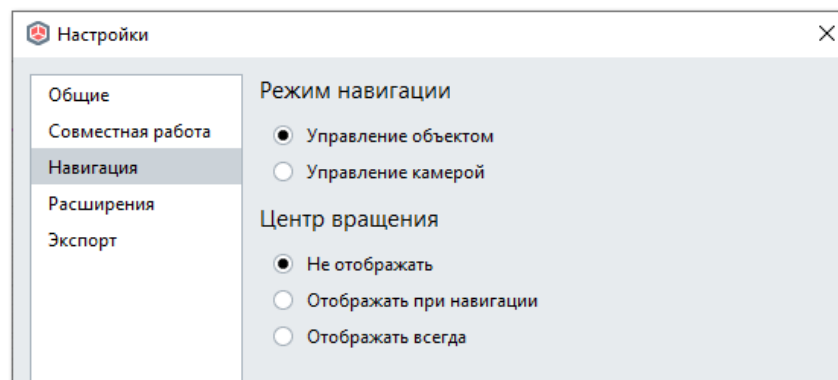 Настройки
Общие
Совместная работа
Навигация
Расширения
Экспорт
Режим навигации
Управление объектом
Управление камерой
Центр вращения
Не отображать
Отображать при навигации
Отображать всегда